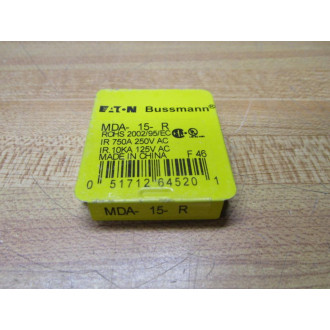 EATON Bussmann®
MDA- 15- R
ROHS 2002/95/EC
IR 750A 250V AC
IR 10KA 125V AC
MADE IN CHINA F 46
0 51712 64520 1
MDA- 15- R